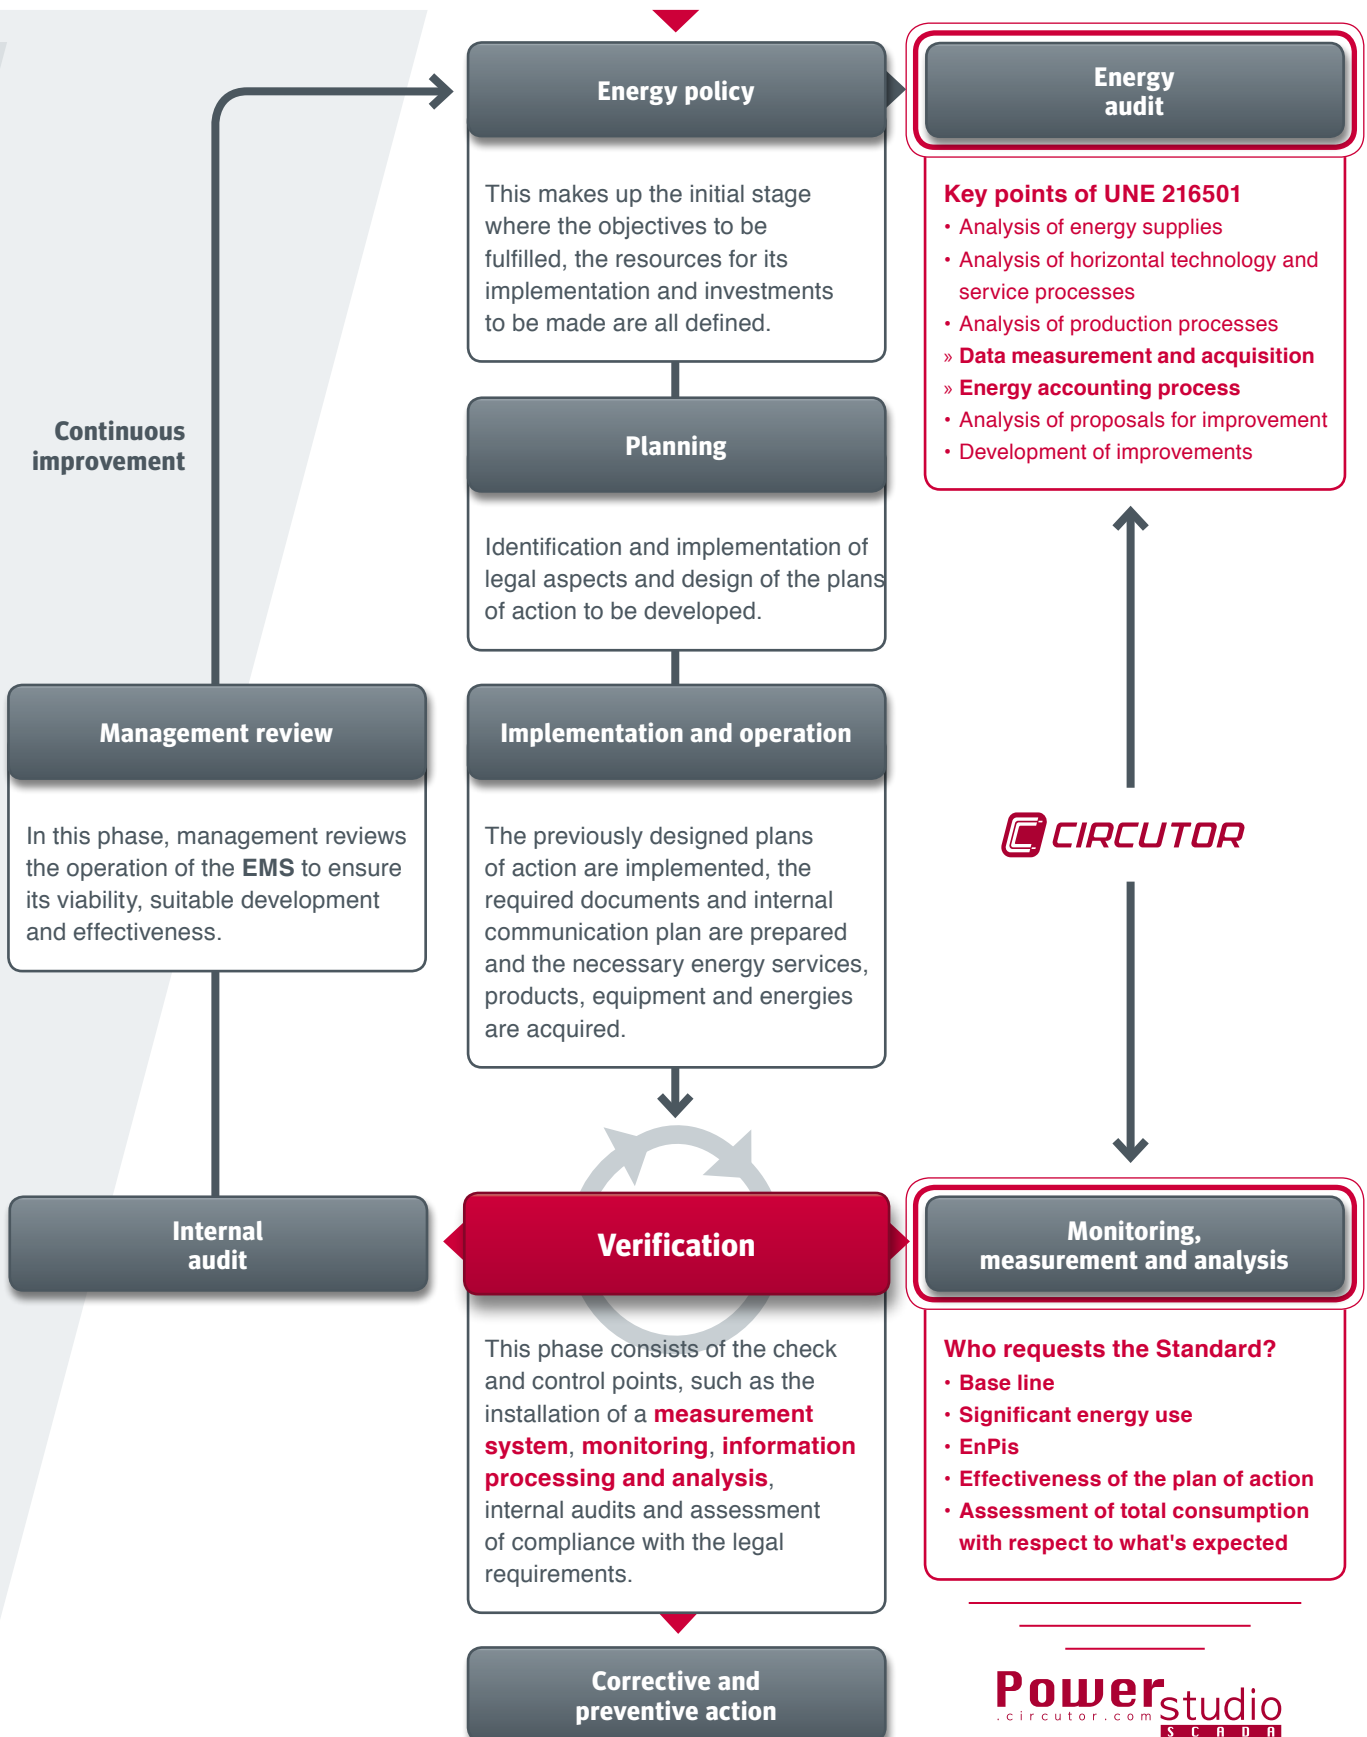 Energy policy
This makes up the initial stage
where the objectives to be
fulfilled, the resources for its
implementation and investments
to be made are all defined.
Energy
audit
Key points of UNE 216501
• Analysis of energy supplies
• Analysis of horizontal technology and
service processes
• Analysis of production processes
» Data measurement and acquisition
» Energy accounting process
• Analysis of proposals for improvement
• Development of improvements
Continuous
improvement
Planning
Identification and implementation of
legal aspects and design of the plans
of action to be developed.
Management review
In this phase, management reviews
the operation of the EMS to ensure
its viability, suitable development
and effectiveness.
Implementation and operation
The previously designed plans
of action are implemented, the
required documents and internal
communication plan are prepared
and the necessary energy services,
products, equipment and energies
are acquired.
CIRCUTOR
Internal
audit
Verification
This phase consists of the check
and control points, such as the
installation of a measurement
system, monitoring, information
processing and analysis,
internal audits and assessment
of compliance with the legal
requirements.
Monitoring,
measurement and analysis
Who requests the Standard?
• Base line
• Significant energy use
• EnPis
• Effectiveness of the plan of action
• Assessment of total consumption
with respect to what's expected
Corrective and
preventive action
Power studio
.circutor.com
SCADA